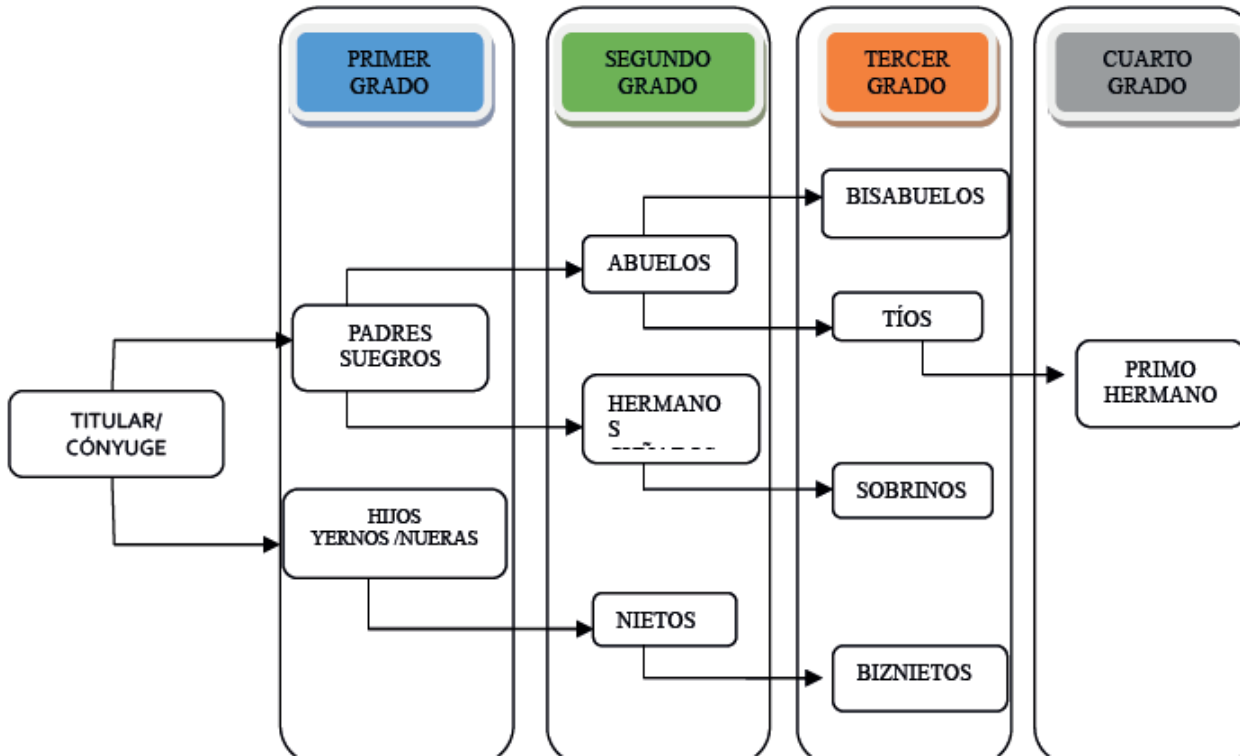 PRIMER
GRADO
SEGUNDO
GRADO
TERCER
GRADO
CUARTO
GRADO
BISABUELOS
ABUELOS
TÍOS
PADRES
SUEGROS
PRIMO
HERMANO
TITULAR/
CÓNYUGE
HERMANO
S
SOBRINOS
HIJOS
YERNOS /NUERAS
NIETOS
BIZNIETOS